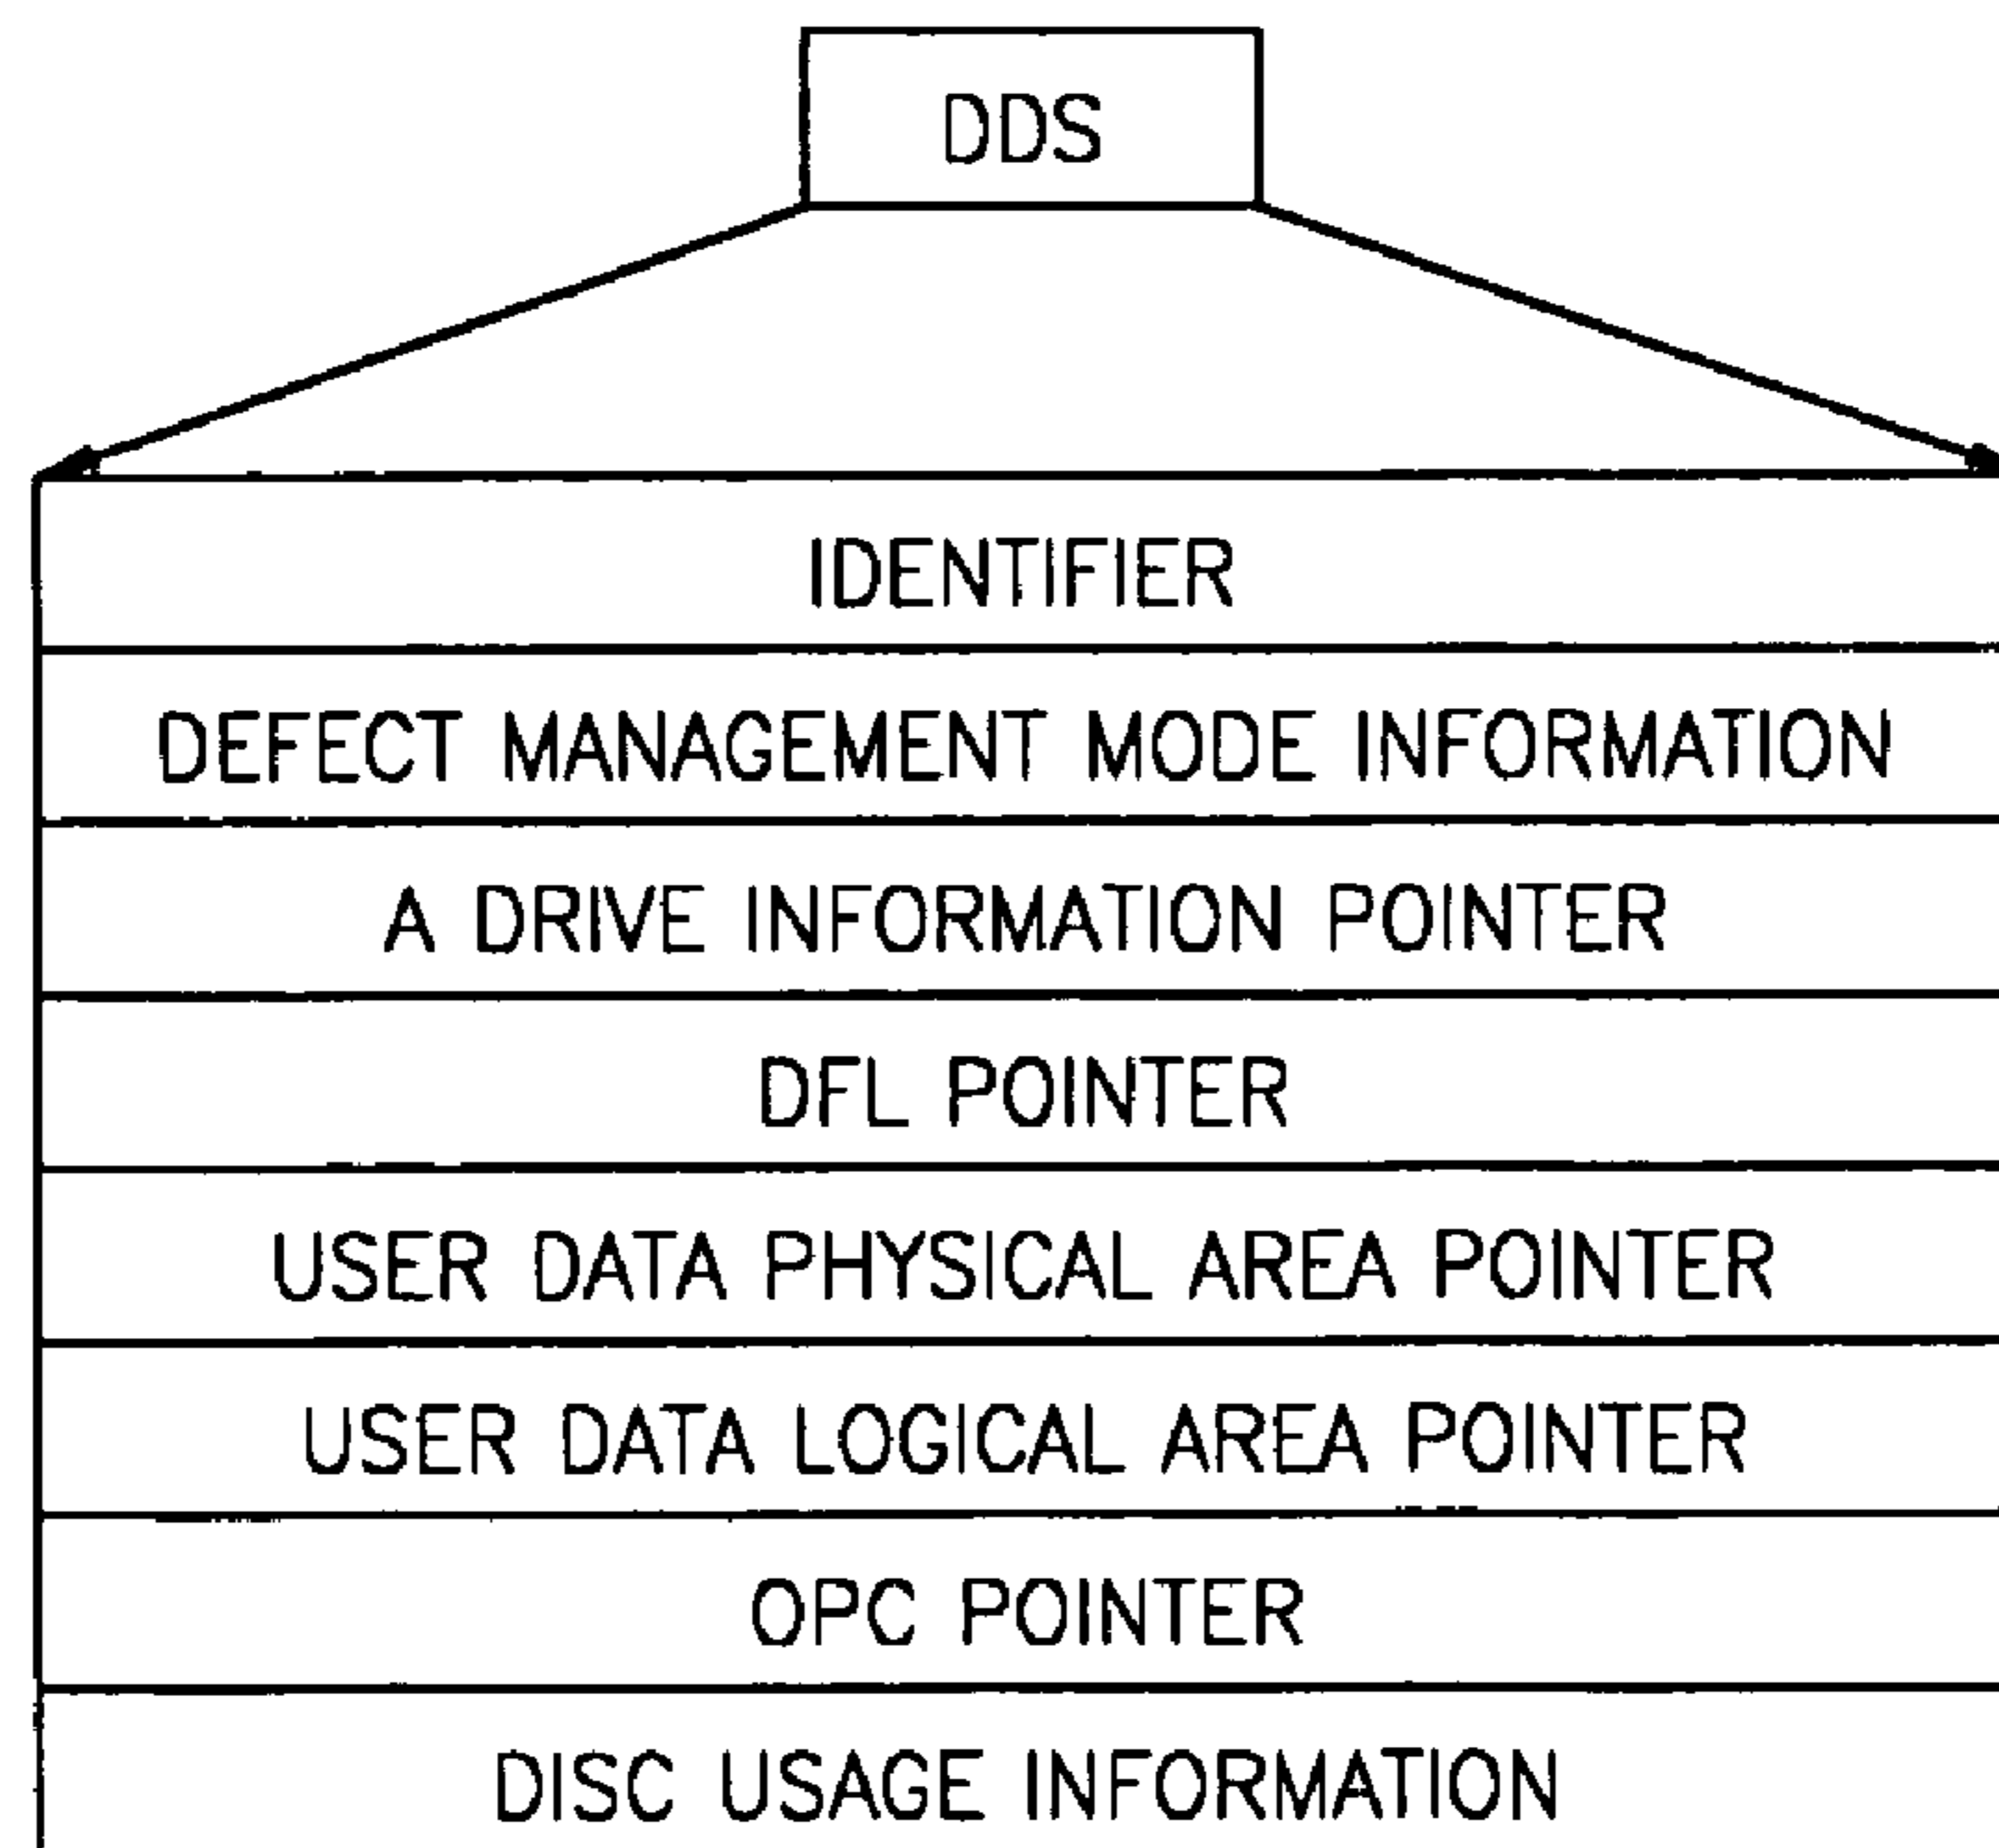 DDS
IDENTIFIER
DEFECT MANAGEMENT MODE INFORMATION
A DRIVE INFORMATION POINTER
DFL POINTER
USER DATA PHYSICAL AREA POINTER
USER DATA LOGICAL AREA POINTER
OPC POINTER
DISC USAGE INFORMATION